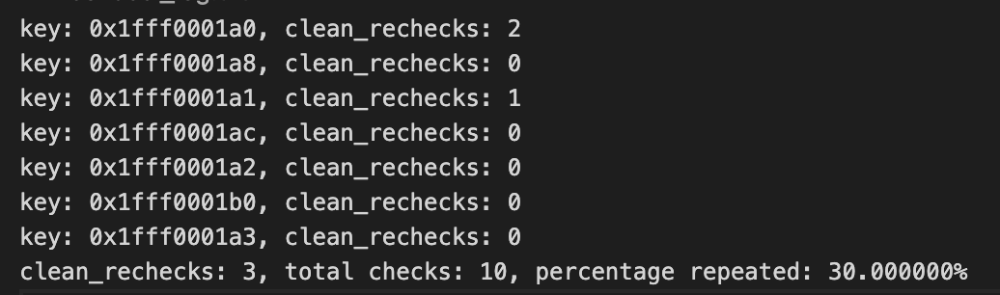 key: 0x1fff0001a0, clean_rechecks: 2
key: 0x1fff0001a8, clean_rechecks: 0
key: 0x1fff0001a1, clean_rechecks: 1
key: 0x1fff0001ac, clean_rechecks: 0
key: 0x1fff0001a2, clean_rechecks: 0
key: 0x1fff0001b0, clean_rechecks: 0
key: 0x1fff0001a3, clean_rechecks: 0
clean_rechecks: 3, total checks: 10, percentage repeated: 30.000000%